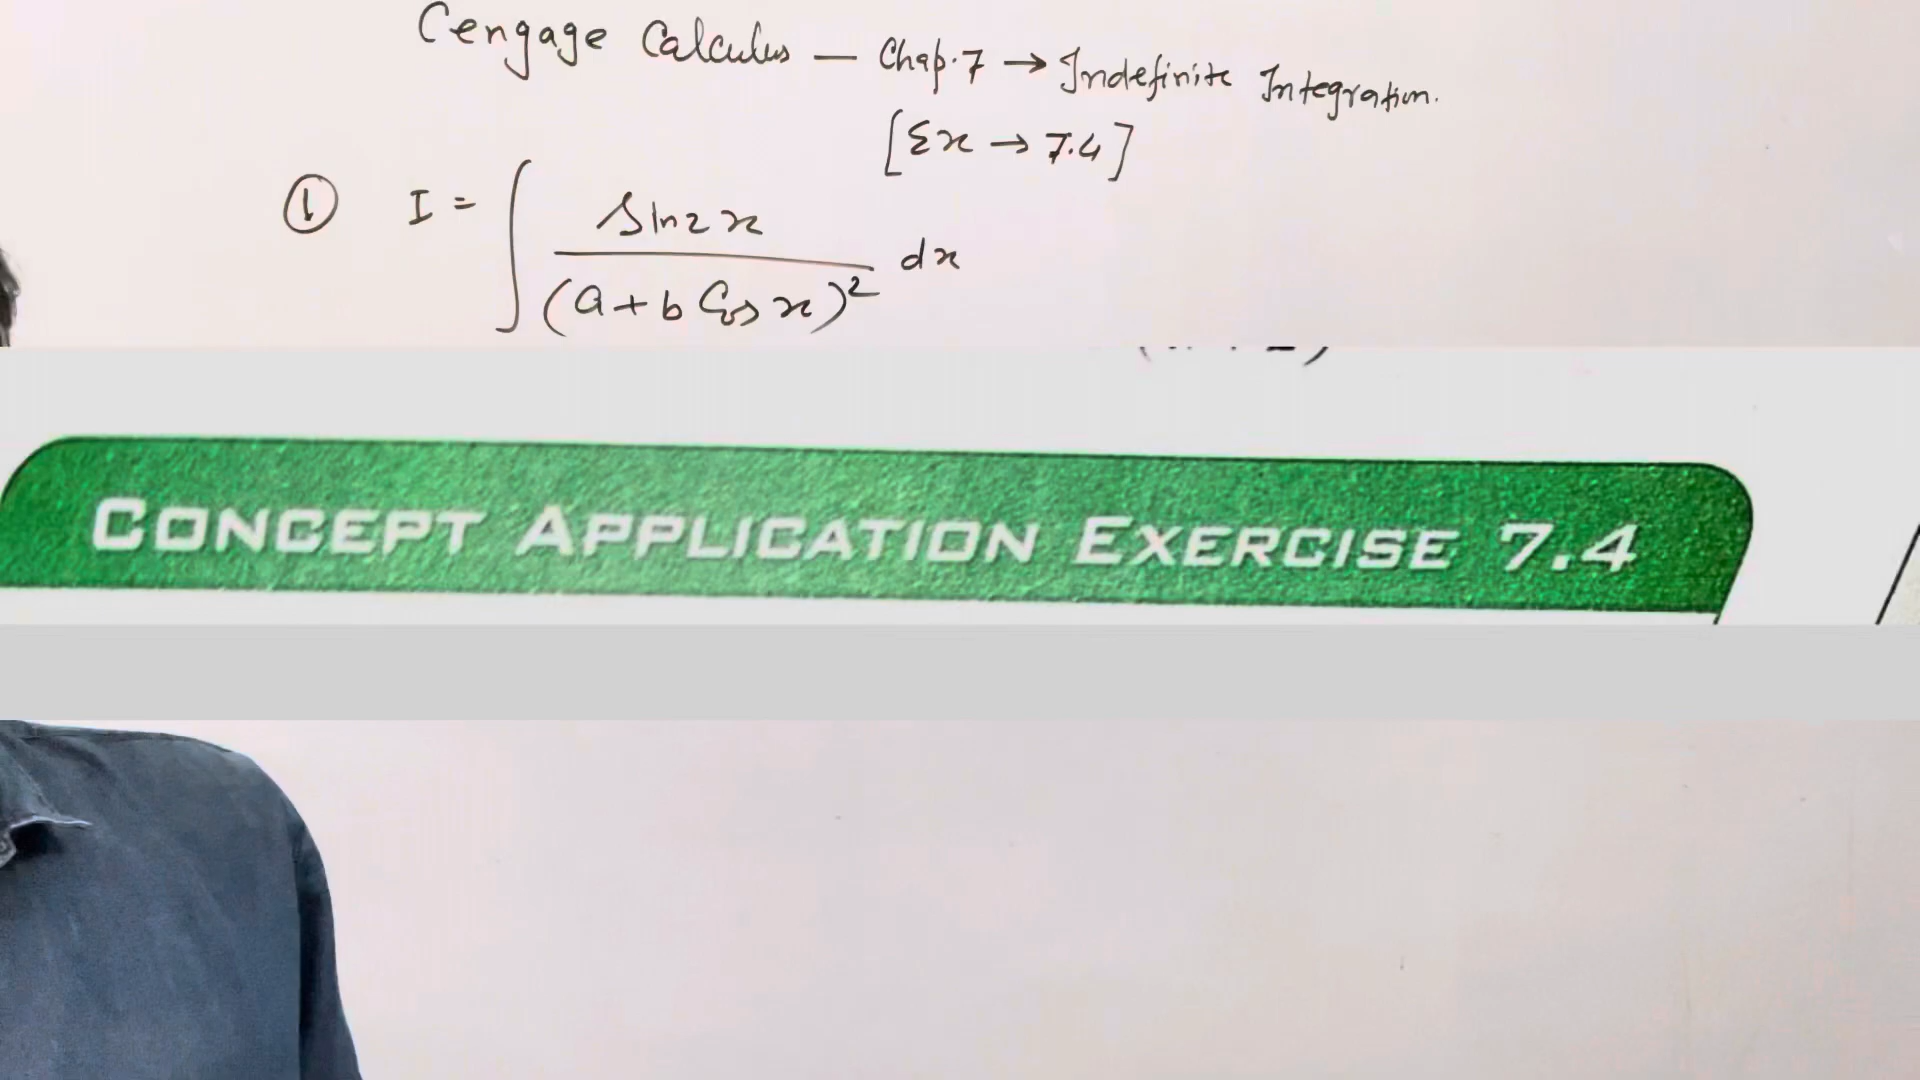 Cengage Calculus — Chap.7 → Indefinite Integration.
[Ex → 7.4]
① I = ∫ sin2x / (a + b Cos x)² dx
CONCEPT APPLICATION EXERCISE 7.4